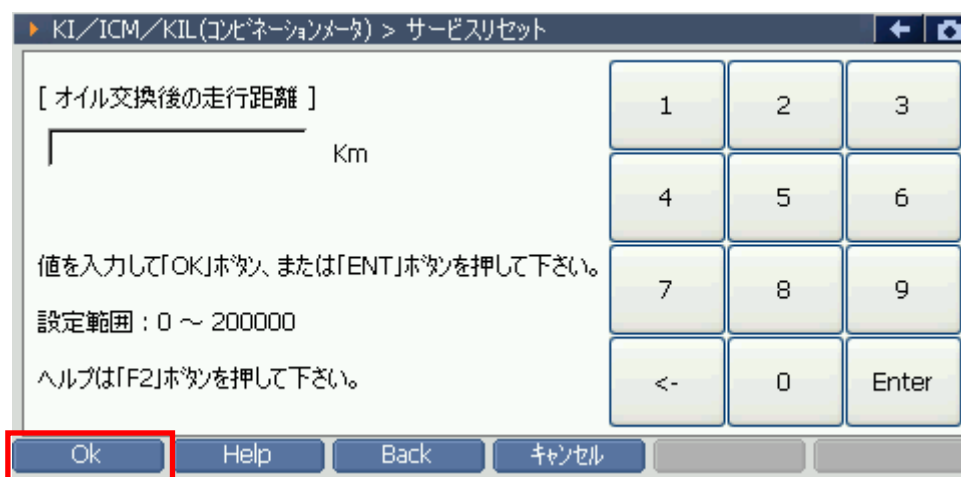 KI／ICM／KIL(ｺﾝﾋﾞﾈｰｼｮﾝﾒｰﾀ) > サービスリセット
[ オイル交換後の走行距離 ]
Km
値を入力して「OK」ﾎﾞﾀﾝ、または「ENT」ﾎﾞﾀﾝを押して下さい。
設定範囲：0 ～ 200000
ヘルプは「F2」ﾎﾞﾀﾝを押して下さい。
1 2 3
4 5 6
7 8 9
<- 0 Enter
Ok Help Back ｷｬﾝｾﾙ